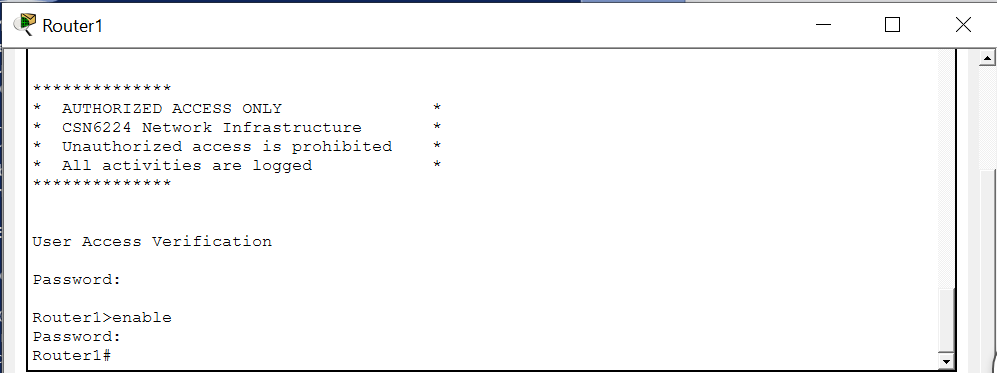 Router1
**************
*  AUTHORIZED ACCESS ONLY               *
*  CSN6224 Network Infrastructure       *
*  Unauthorized access is prohibited    *
*  All activities are logged            *
**************
User Access Verification
Password:
Router1>enable
Password:
Router1#